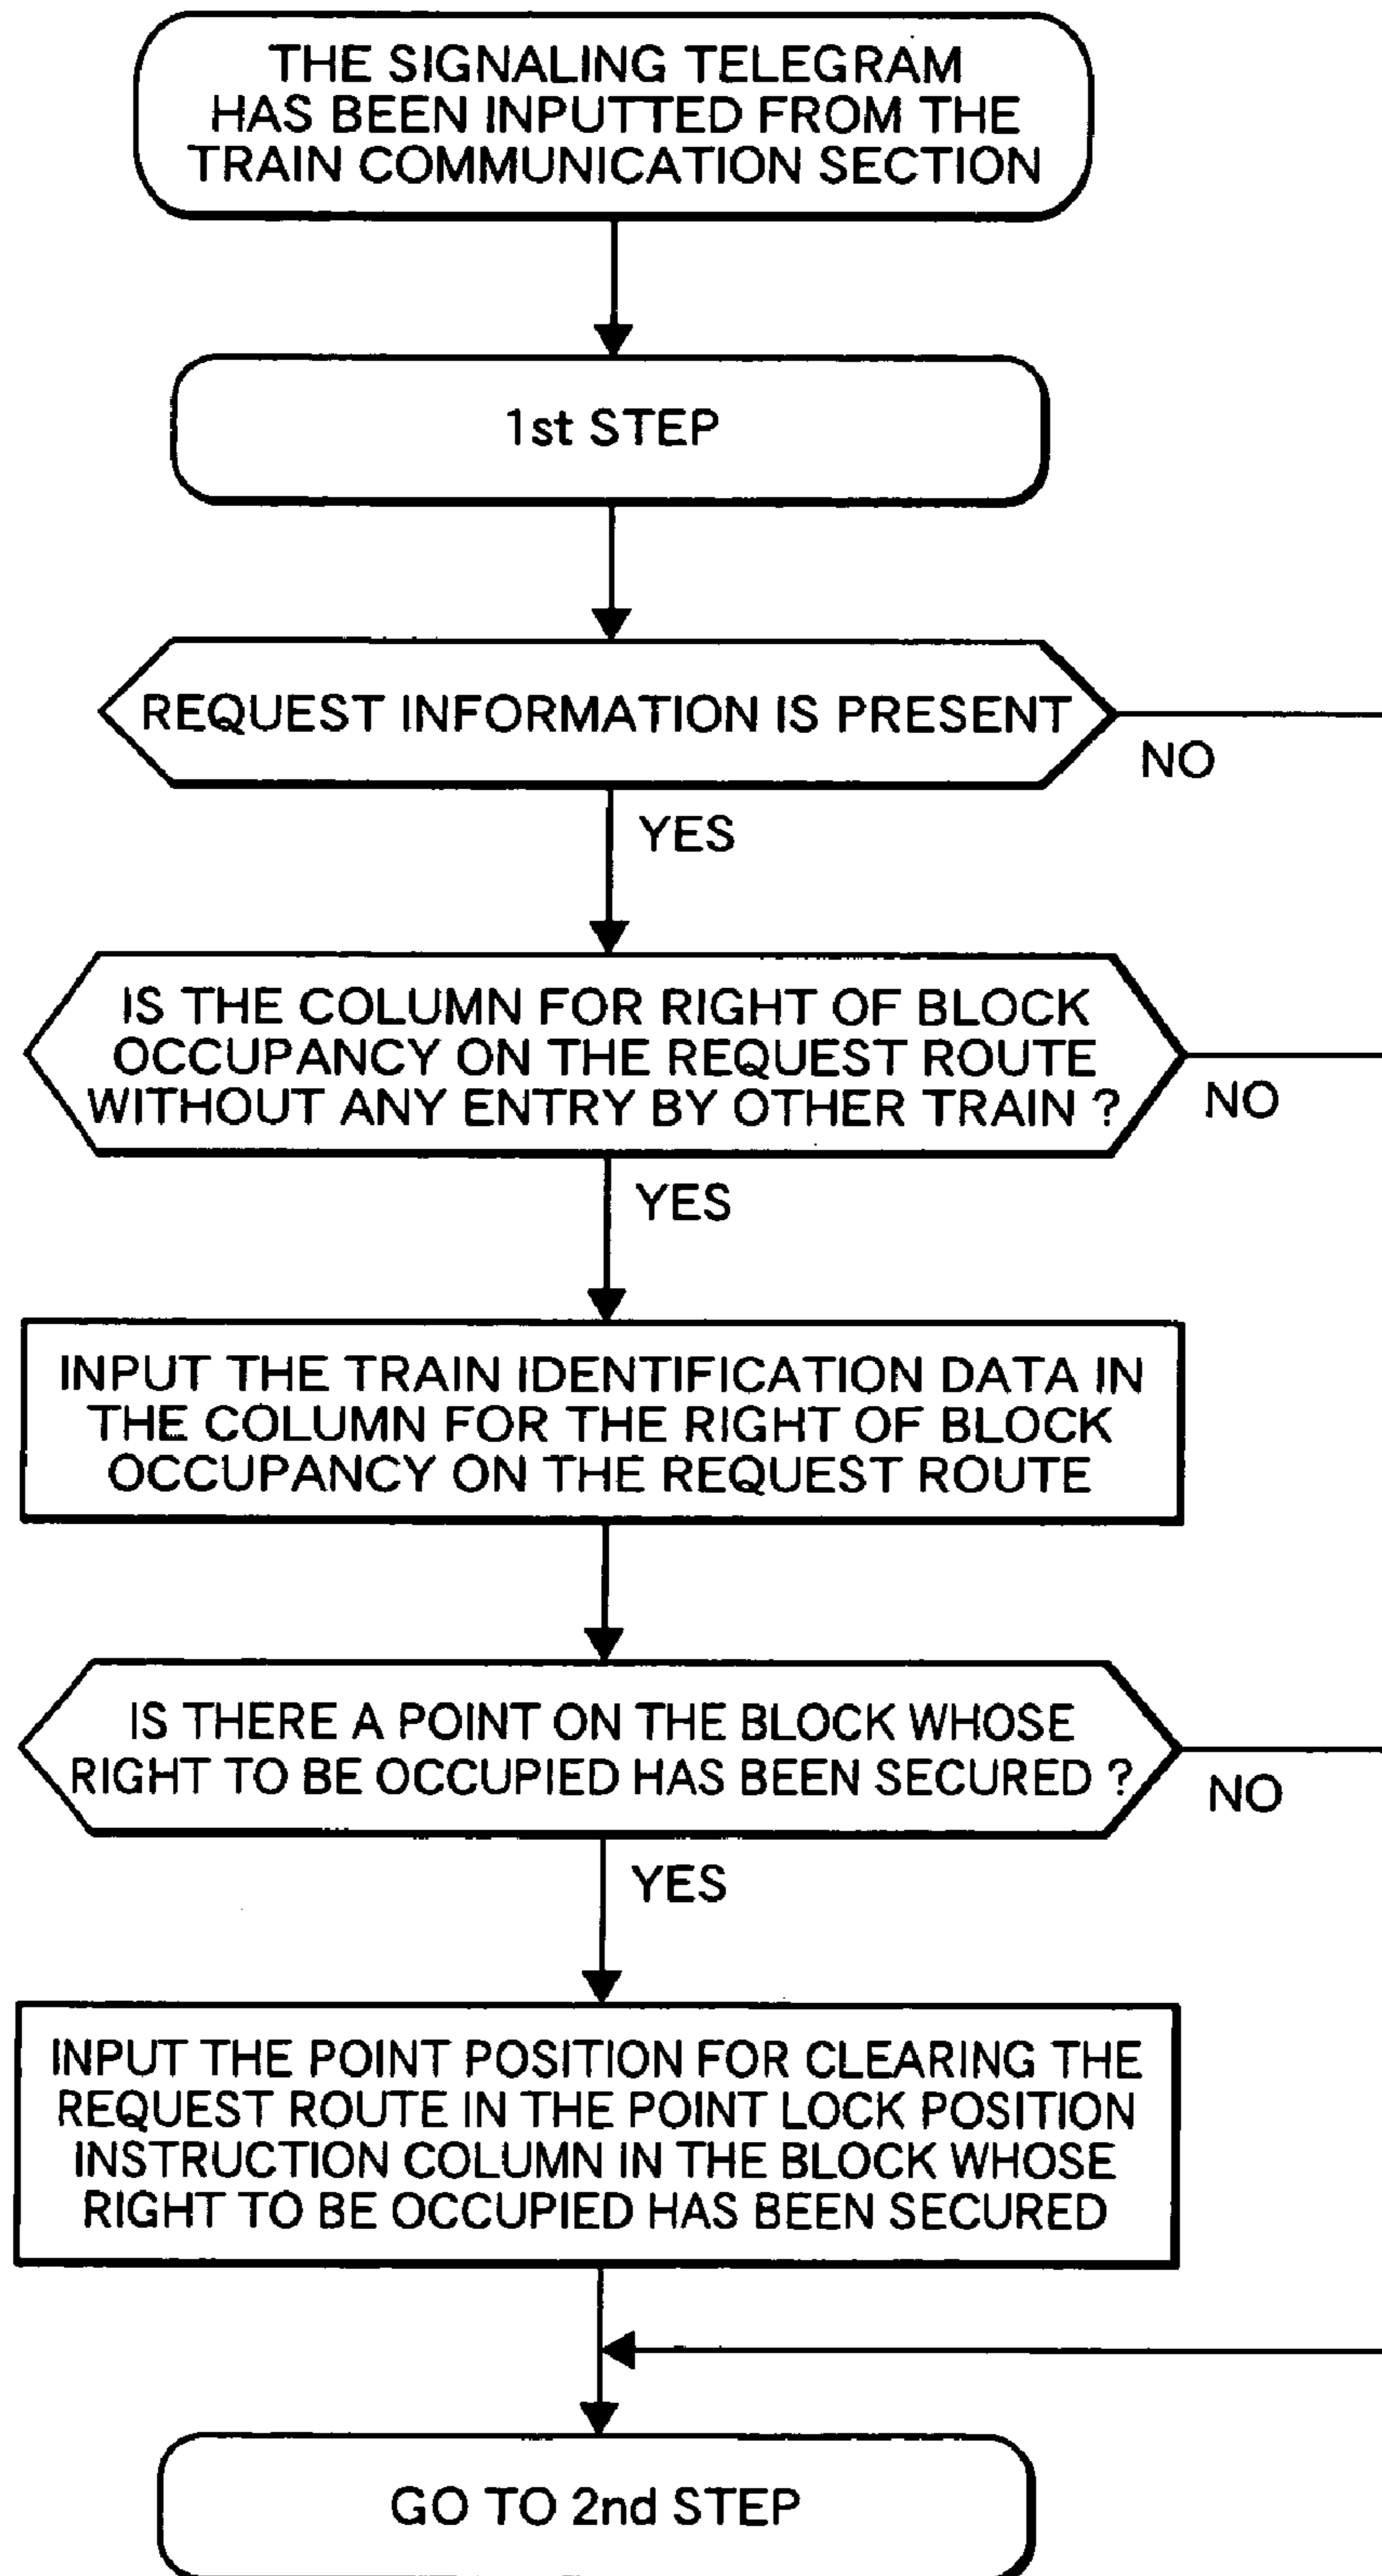 THE SIGNALING TELEGRAM
HAS BEEN INPUTTED FROM THE
TRAIN COMMUNICATION SECTION
1st STEP
REQUEST INFORMATION IS PRESENT
NO
YES
IS THE COLUMN FOR RIGHT OF BLOCK
OCCUPANCY ON THE REQUEST ROUTE
WITHOUT ANY ENTRY BY OTHER TRAIN ?
NO
YES
INPUT THE TRAIN IDENTIFICATION DATA IN
THE COLUMN FOR THE RIGHT OF BLOCK
OCCUPANCY ON THE REQUEST ROUTE
IS THERE A POINT ON THE BLOCK WHOSE
RIGHT TO BE OCCUPIED HAS BEEN SECURED ?
NO
YES
INPUT THE POINT POSITION FOR CLEARING THE
REQUEST ROUTE IN THE POINT LOCK POSITION
INSTRUCTION COLUMN IN THE BLOCK WHOSE
RIGHT TO BE OCCUPIED HAS BEEN SECURED
GO TO 2nd STEP